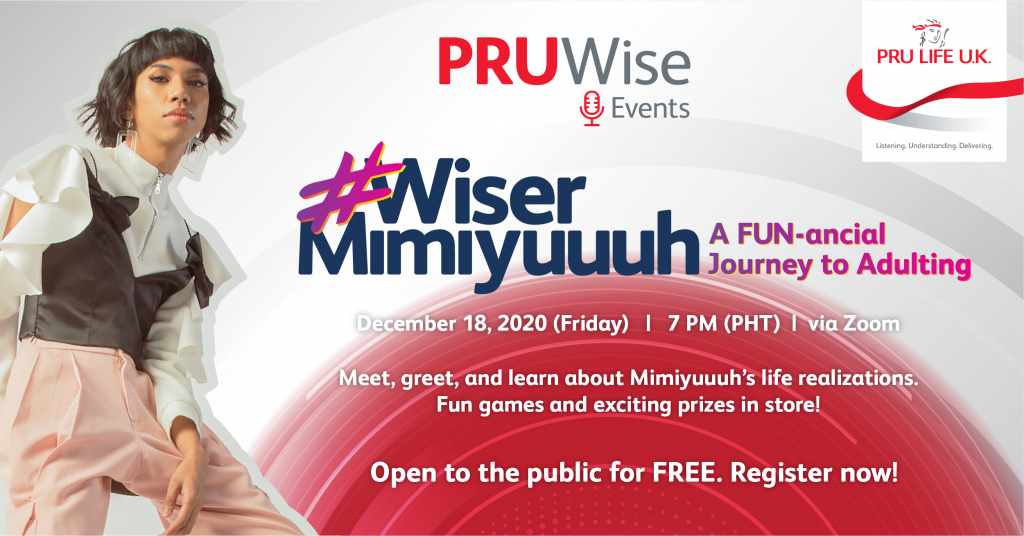 PRUWise
Events
PRU LIFE U.K.
Listening. Understanding. Delivering.
#Wiser
Mimiyuuuh
A FUN-ancial
Journey to Adulting
December 18, 2020 (Friday) | 7 PM (PHT) | via Zoom
Meet, greet, and learn about Mimiyuuuh's life realizations.
Fun games and exciting prizes in store!
Open to the public for FREE. Register now!